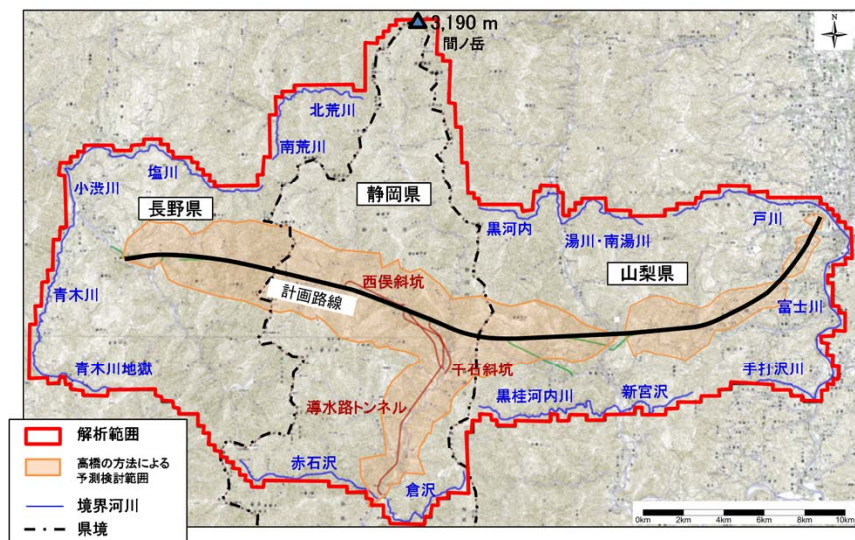 3,190 m
間ノ岳
N
北荒川
南荒川
塩川
小渋川
長野県
静岡県
黒河内
湯川・南湯川
戸川
山梨県
西俣斜坑
計画路線
青木川
富士川
千石斜坑
青木川地獄
導水路トンネル
黒桂河内川
新宮沢
手打沢川
赤石沢
倉沢
解析範囲
高橋の方法による
予測検討範囲
境界河川
県境
0km 2km 4km 6km 8km 10km